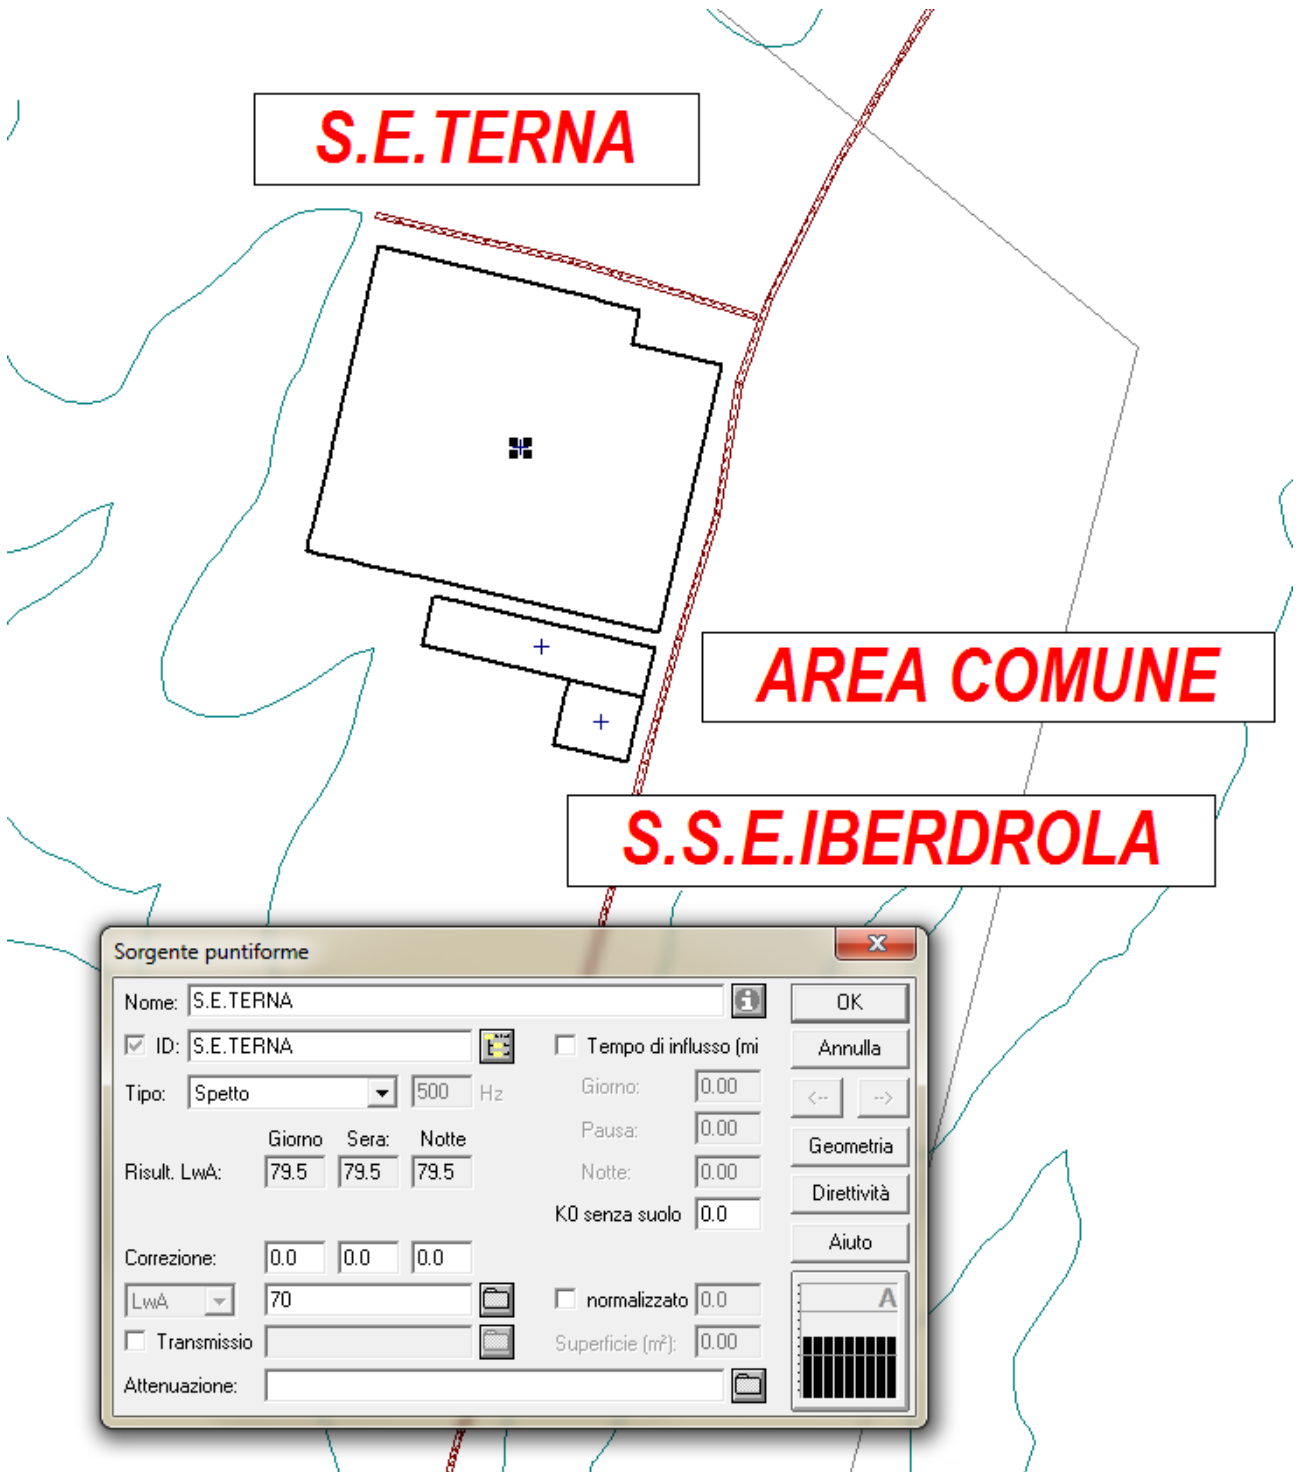 S.E.TERNA
AREA COMUNE
S.S.E.IBERDROLA
Sorgente puntiforme
Nome: S.E.TERNA
OK
ID: S.E.TERNA
Tempo di influsso (mi
Annulla
Tipo: Spetto 500 Hz
Giorno: 0.00
<-- -->
Giorno Sera: Notte
Pausa: 0.00
Geometria
Risult. LwA: 79.5 79.5 79.5
Notte: 0.00
Direttività
K0 senza suolo 0.0
Aiuto
Correzione: 0.0 0.0 0.0
LwA 70
normalizzato 0.0
A
Transmissio
Superficie (m²): 0.00
Attenuazione: